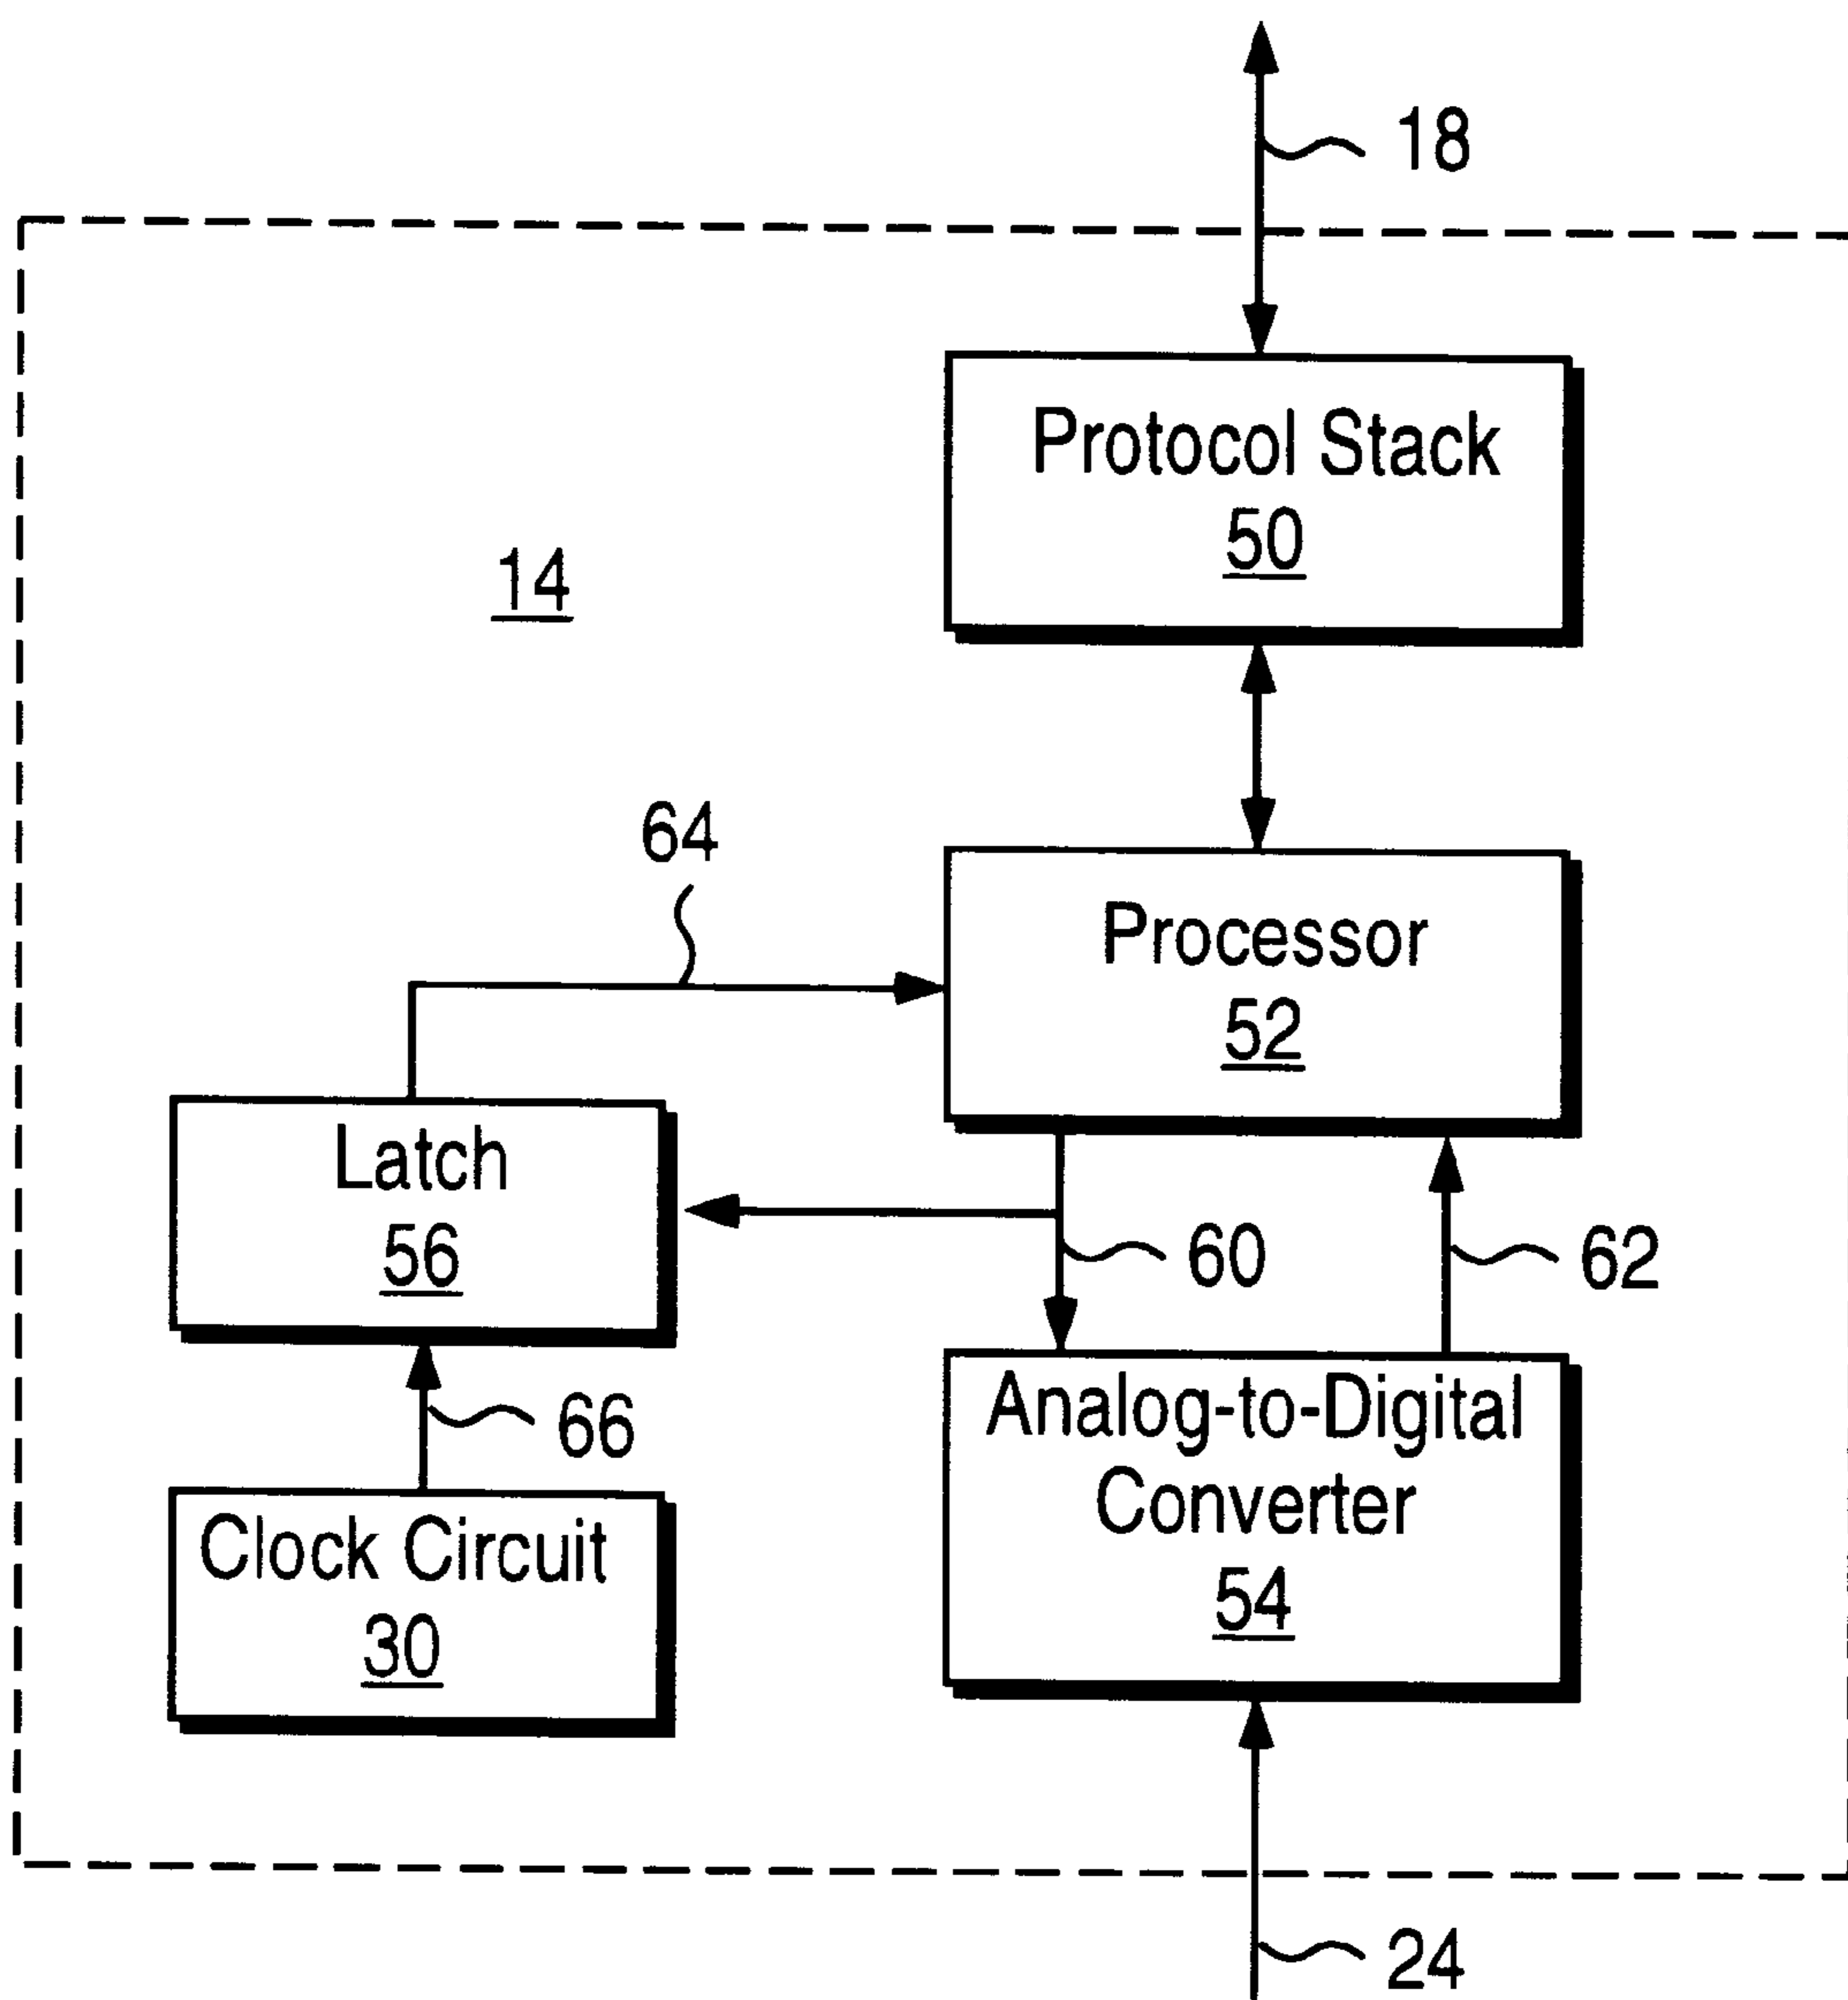 18
Protocol Stack
50
14
64
Processor
52
Latch
56
60
62
66
Analog-to-Digital
Converter
54
Clock Circuit
30
24